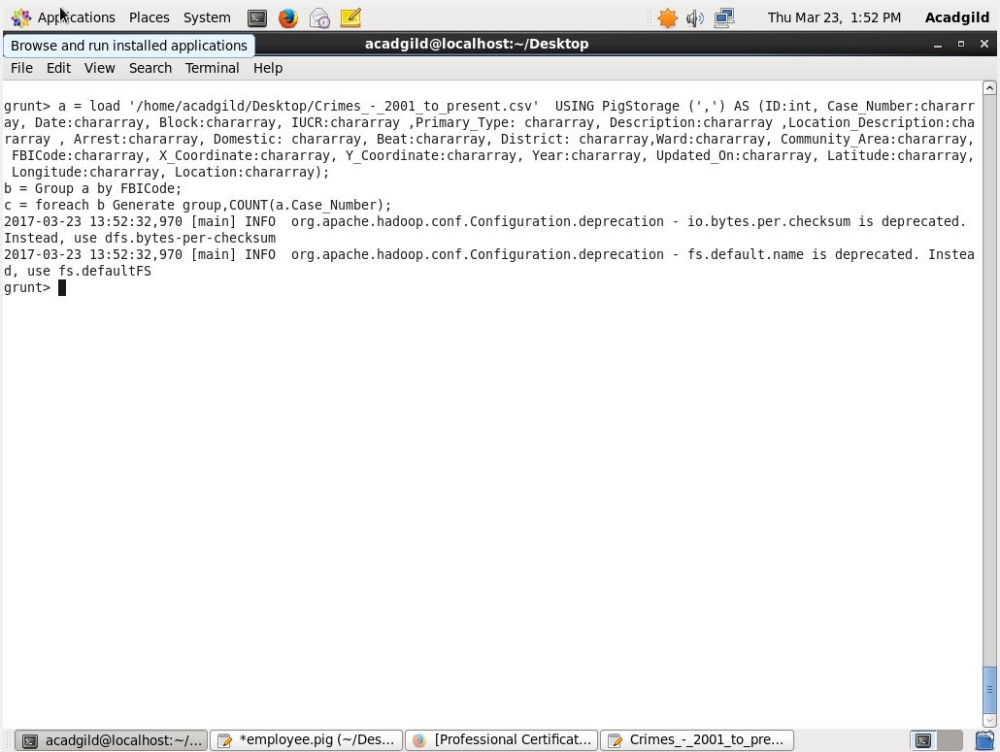 Applications Places System Thu Mar 23, 1:52 PM Acadgild
Browse and run installed applications
acadgild@localhost:~/Desktop
File Edit View Search Terminal Help
grunt> a = load '/home/acadgild/Desktop/Crimes_-_2001_to_present.csv'  USING PigStorage (',') AS (ID:int, Case_Number:chararr
ay, Date:chararray, Block:chararray, IUCR:chararray ,Primary_Type: chararray, Description:chararray ,Location_Description:cha
rarray , Arrest:chararray, Domestic: chararray, Beat:chararray, District: chararray,Ward:chararray, Community_Area:chararray,
 FBICode:chararray, X_Coordinate:chararray, Y_Coordinate:chararray, Year:chararray, Updated_On:chararray, Latitude:chararray,
 Longitude:chararray, Location:chararray);
b = Group a by FBICode;
c = foreach b Generate group,COUNT(a.Case_Number);
2017-03-23 13:52:32,970 [main] INFO  org.apache.hadoop.conf.Configuration.deprecation - io.bytes.per.checksum is deprecated.
Instead, use dfs.bytes-per-checksum
2017-03-23 13:52:32,970 [main] INFO  org.apache.hadoop.conf.Configuration.deprecation - fs.default.name is deprecated. Instea
d, use fs.defaultFS
grunt>
acadgild@localhost:~/... *employee.pig (~/Des... [Professional Certificat... Crimes_-_2001_to_pre...